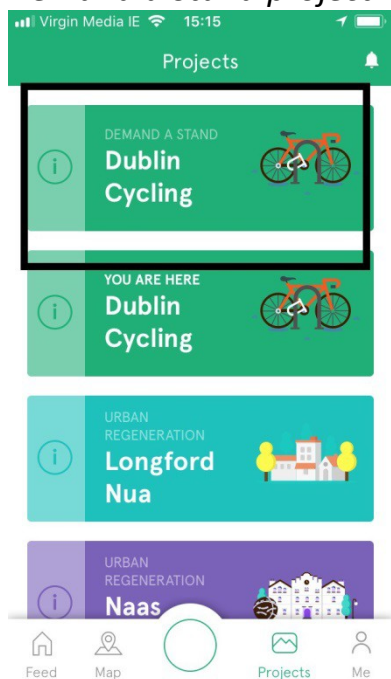 Virgin Media IE 15:15
Projects
DEMAND A STAND
Dublin
Cycling
YOU ARE HERE
Dublin
Cycling
URBAN
REGENERATION
Longford
Nua
URBAN
REGENERATION
Naas
Feed Map Projects Me